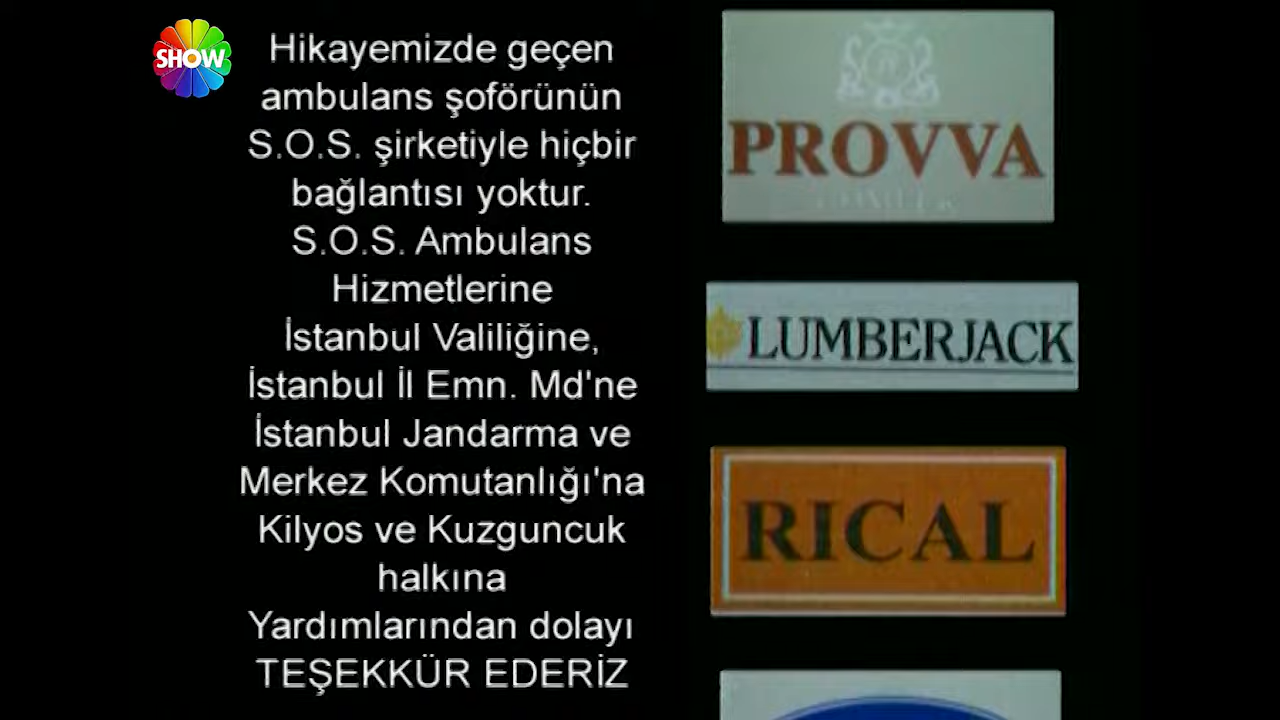 SHOW
Hikayemizde geçen
ambulans şoförünün
S.O.S. şirketiyle hiçbir
bağlantısı yoktur.
S.O.S. Ambulans
Hizmetlerine
İstanbul Valiliğine,
İstanbul İl Emn. Md'ne
İstanbul Jandarma ve
Merkez Komutanlığı'na
Kilyos ve Kuzguncuk
halkına
Yardımlarından dolayı
TEŞEKKÜR EDERİZ
PROVVA
LUMBERJACK
RICAL